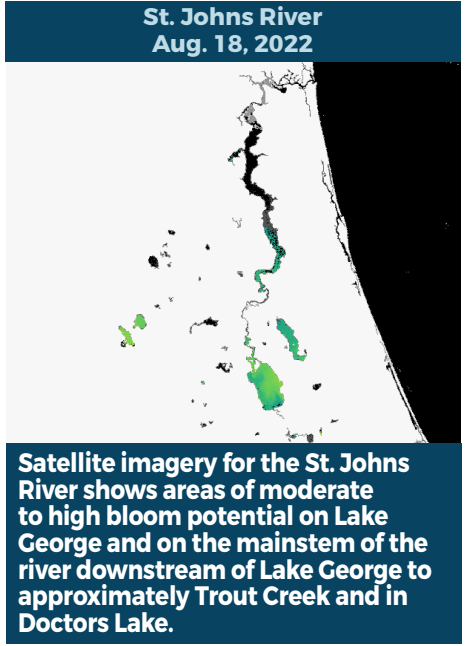 St. Johns River
Aug. 18, 2022
Satellite imagery for the St. Johns
River shows areas of moderate
to high bloom potential on Lake
George and on the mainstem of the
river downstream of Lake George to
approximately Trout Creek and in
Doctors Lake.